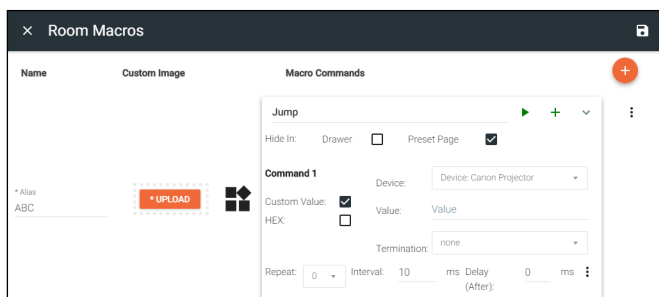 × Room Macros
Name Custom Image Macro Commands
+
Jump
Hide In: Drawer Preset Page
Command 1
Device: Device: Canon Projector
* Alias
ABC
* UPLOAD
Custom Value:
HEX:
Value: Value
Termination: none
Repeat: 0 Interval: 10 ms Delay (After): 0 ms